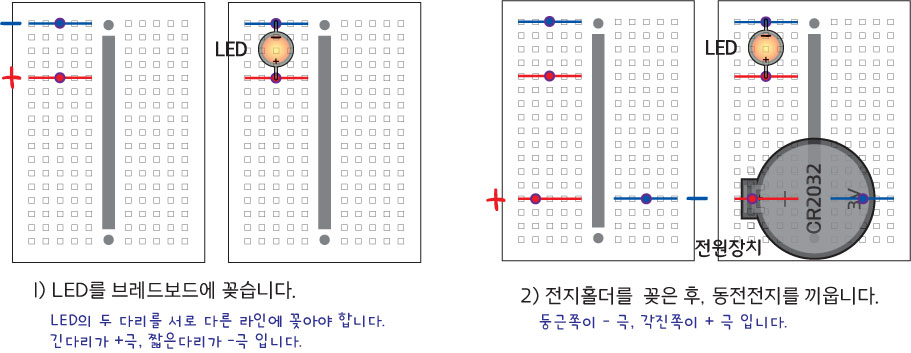 LED
LED
CR2032
3V
전원장치
1) LED를 브레드보드에 꽂습니다.
LED의 두 다리를 서로 다른 라인에 꽂아야 합니다.
긴다리가 +극, 짧은다리가 -극 입니다.
2) 전지홀더를 꽂은 후, 동전전지를 끼웁니다.
둥근쪽이 - 극, 각진쪽이 + 극 입니다.